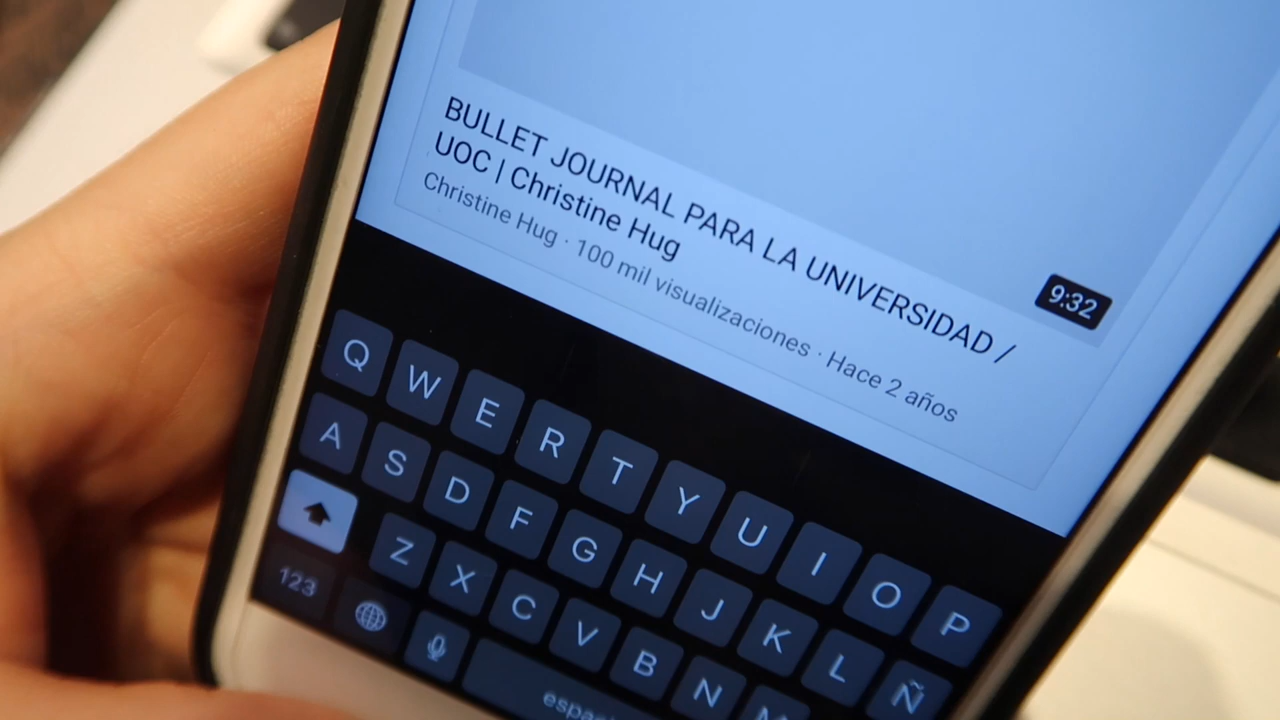 BULLET JOURNAL PARA LA UNIVERSIDAD /
UOC | Christine Hug
Christine Hug · 100 mil visualizaciones · Hace 2 años
9:32
Q W E R T Y U I O P
A S D F G H J K L Ñ
Z X C V B N M
123